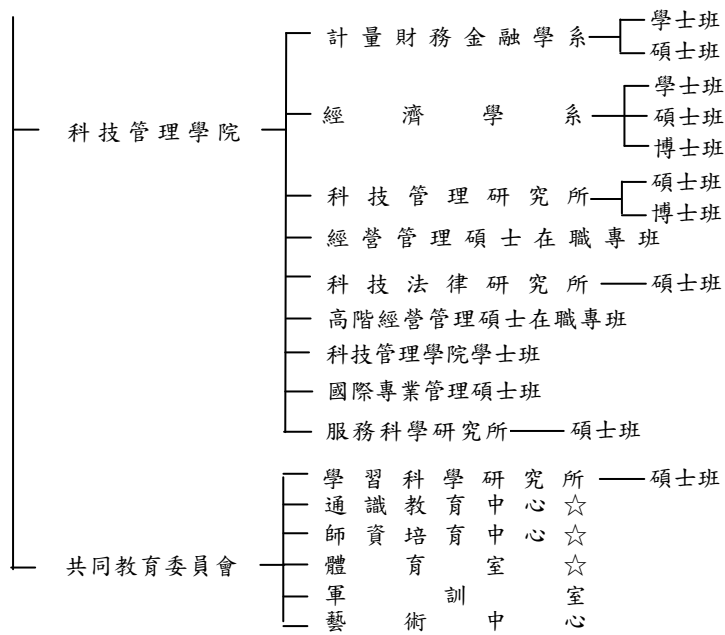 學士班
計量財務金融學系
碩士班
學士班
科技管理學院
經濟學系
碩士班
博士班
碩士班
科技管理研究所
博士班
經營管理碩士在職專班
科技法律研究所 碩士班
高階經營管理碩士在職專班
科技管理學院學士班
國際專業管理碩士班
服務科學研究所 碩士班
學習科學研究所 碩士班
通識教育中心☆
師資培育中心☆
共同教育委員會
體育室☆
軍訓室
藝術中心